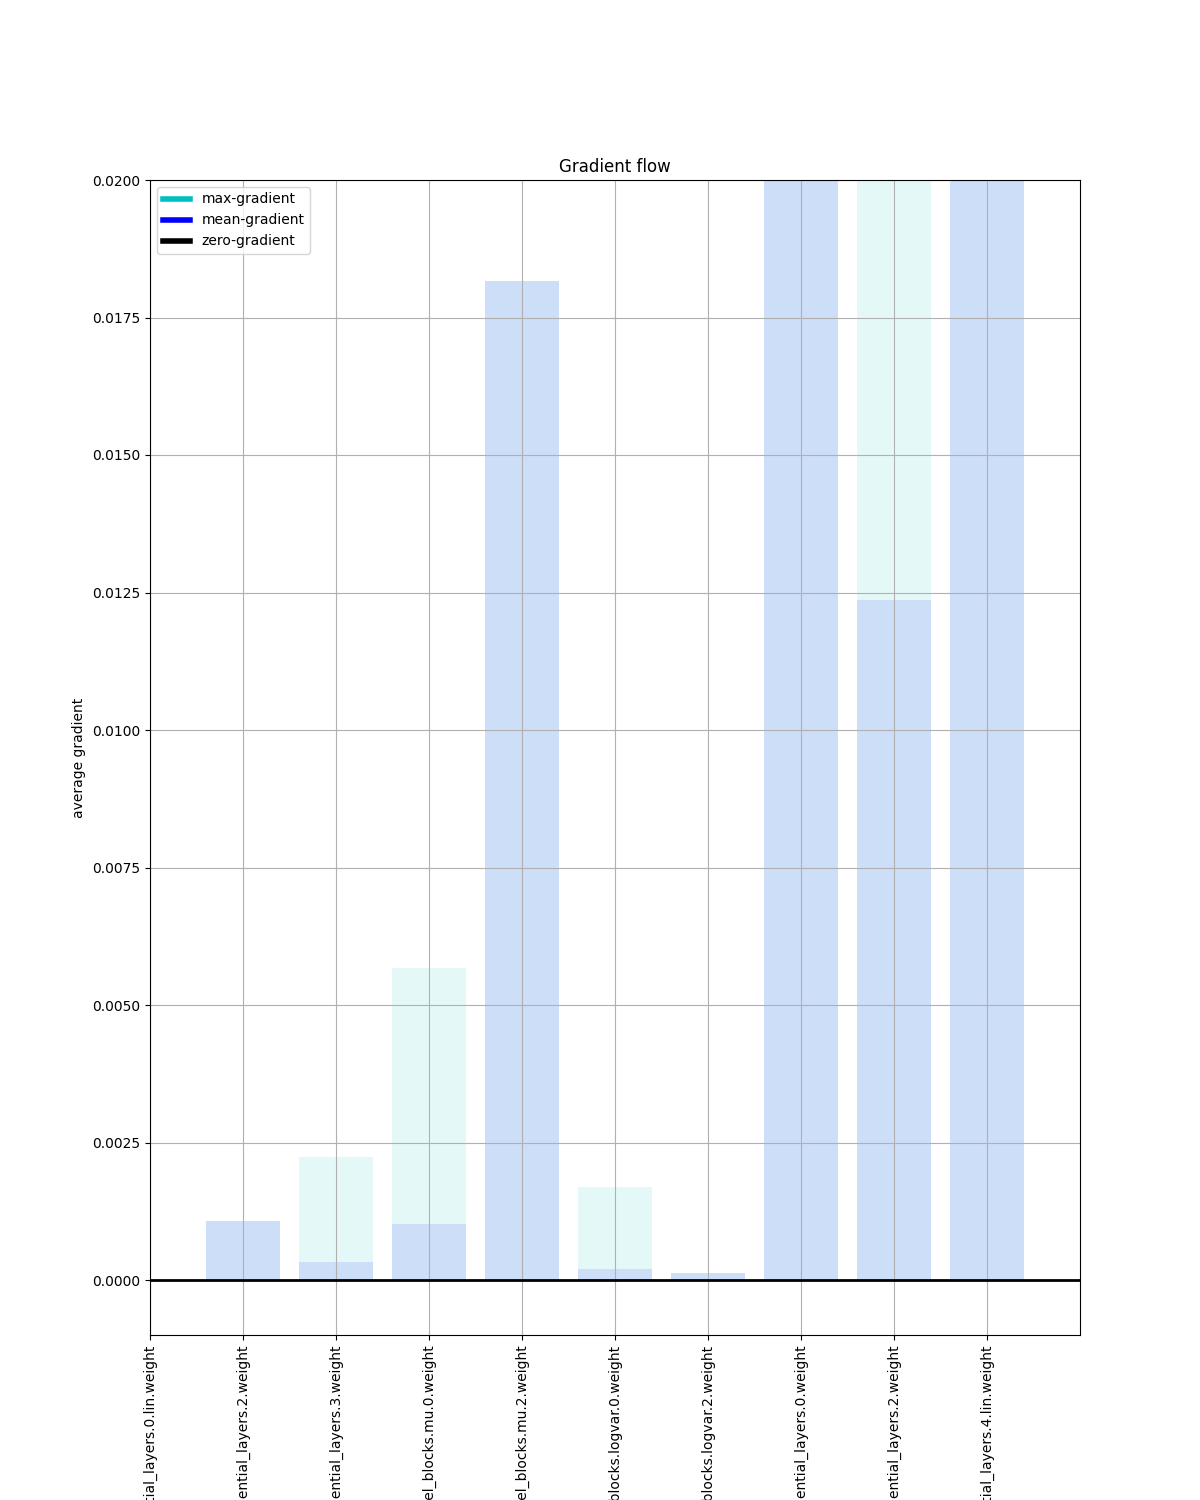 Gradient flow
max-gradient
mean-gradient
zero-gradient
0.0200
0.0175
0.0150
0.0125
0.0100
0.0075
0.0050
0.0025
0.0000
average gradient
tial_layers.0.lin.weight
ential_layers.2.weight
ential_layers.3.weight
el_blocks.mu.0.weight
el_blocks.mu.2.weight
blocks.logvar.0.weight
blocks.logvar.2.weight
ential_layers.0.weight
ential_layers.2.weight
tial_layers.4.lin.weight